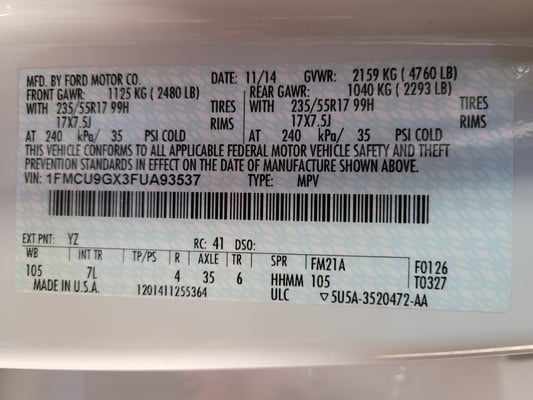 MFD. BY FORD MOTOR CO. DATE: 11/14 GVWR: 2159 KG ( 4760 LB)
FRONT GAWR: 1125 KG ( 2480 LB) REAR GAWR: 1040 KG ( 2293 LB)
WITH 235/55R17 99H TIRES WITH 235/55R17 99H TIRES
17X7.5J RIMS 17X7.5J RIMS
AT 240 kPa/ 35 PSI COLD AT 240 kPa/ 35 PSI COLD
THIS VEHICLE CONFORMS TO ALL APPLICABLE FEDERAL MOTOR VEHICLE SAFETY AND THEFT
PREVENTION STANDARDS IN EFFECT ON THE DATE OF MANUFACTURE SHOWN ABOVE.
VIN: 1FMCU9GX3FUA93537 TYPE: MPV
EXT PNT: YZ RC: 41 DSO:
WB INT TR TP/PS R AXLE TR SPR FM21A F0126
105 7L 4 35 6 HHMM 105 T0327
MADE IN U.S.A. 1201411255364 ULC ▽5U5A-3520472-AA